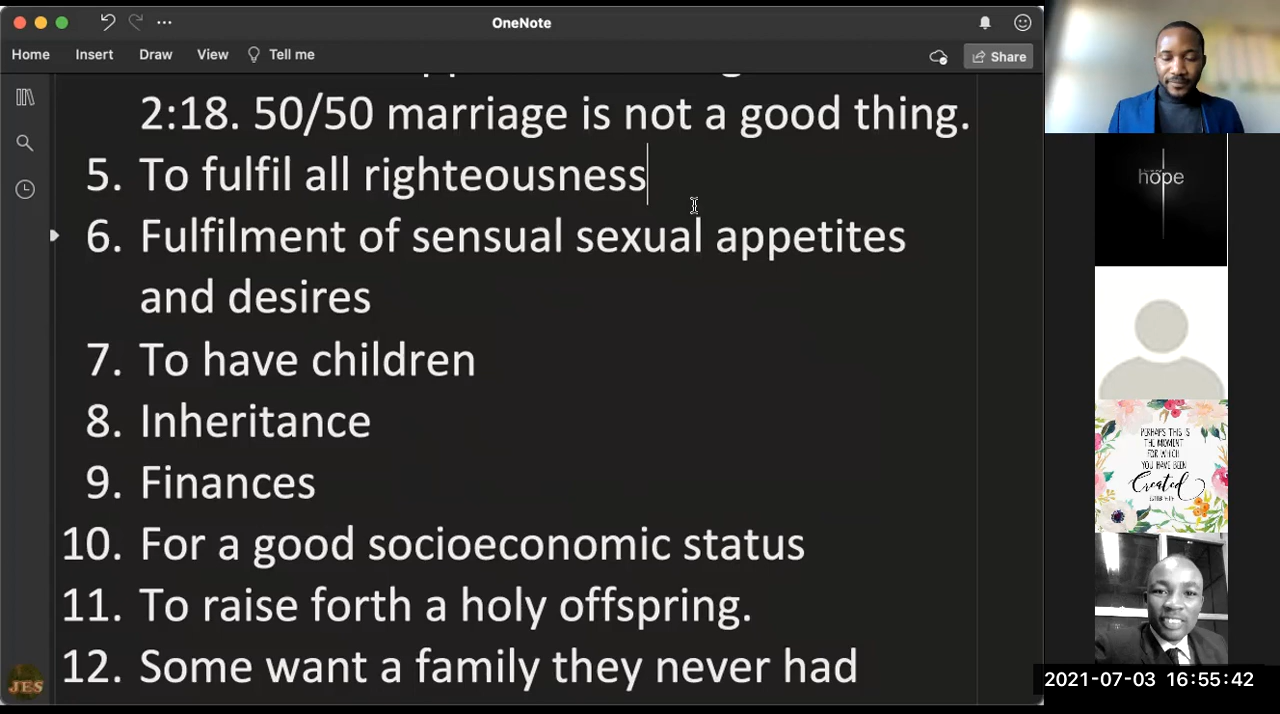 OneNote
Home Insert Draw View Tell me Share
2:18. 50/50 marriage is not a good thing.
5. To fulfil all righteousness
6. Fulfilment of sensual sexual appetites
and desires
7. To have children
8. Inheritance
9. Finances
10. For a good socioeconomic status
11. To raise forth a holy offspring.
12. Some want a family they never had
JES
hope
PERHAPS THIS IS
THE MOMENT
FOR WHICH
YOU HAVE BEEN
Created
2021-07-03 16:55:42